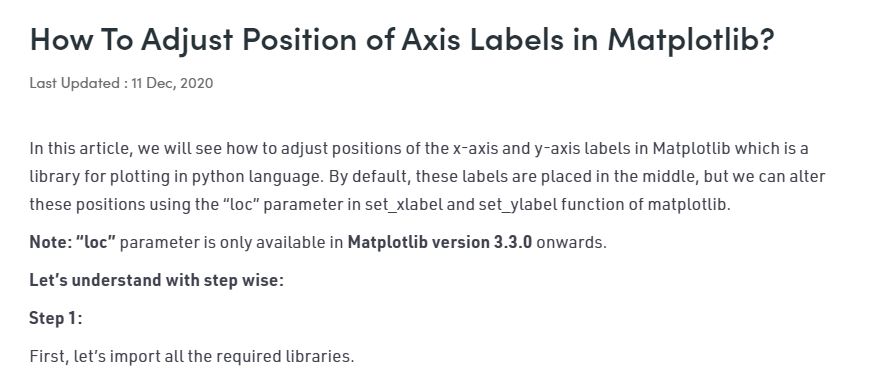 How To Adjust Position of Axis Labels in Matplotlib?
Last Updated : 11 Dec, 2020
In this article, we will see how to adjust positions of the x-axis and y-axis labels in Matplotlib which is a
library for plotting in python language. By default, these labels are placed in the middle, but we can alter
these positions using the “loc” parameter in set_xlabel and set_ylabel function of matplotlib.
Note: “loc” parameter is only available in Matplotlib version 3.3.0 onwards.
Let’s understand with step wise:
Step 1:
First, let’s import all the required libraries.